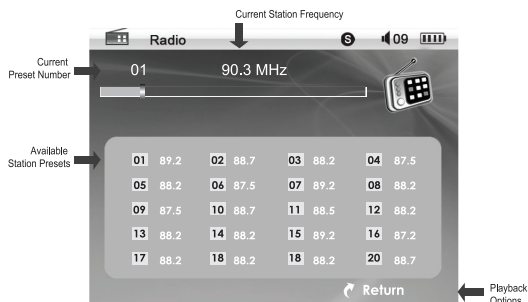 Current Station Frequency
Radio
S
09
Current
Preset Number
01
90.3 MHz
Available
Station Presets
01 89.2 02 88.7 03 88.2 04 87.5
05 88.2 06 87.5 07 89.2 08 88.2
09 87.5 10 88.7 11 88.5 12 88.2
13 88.2 14 88.2 15 89.2 16 87.2
17 88.2 18 88.2 18 88.2 20 88.7
Return
Playback
Options